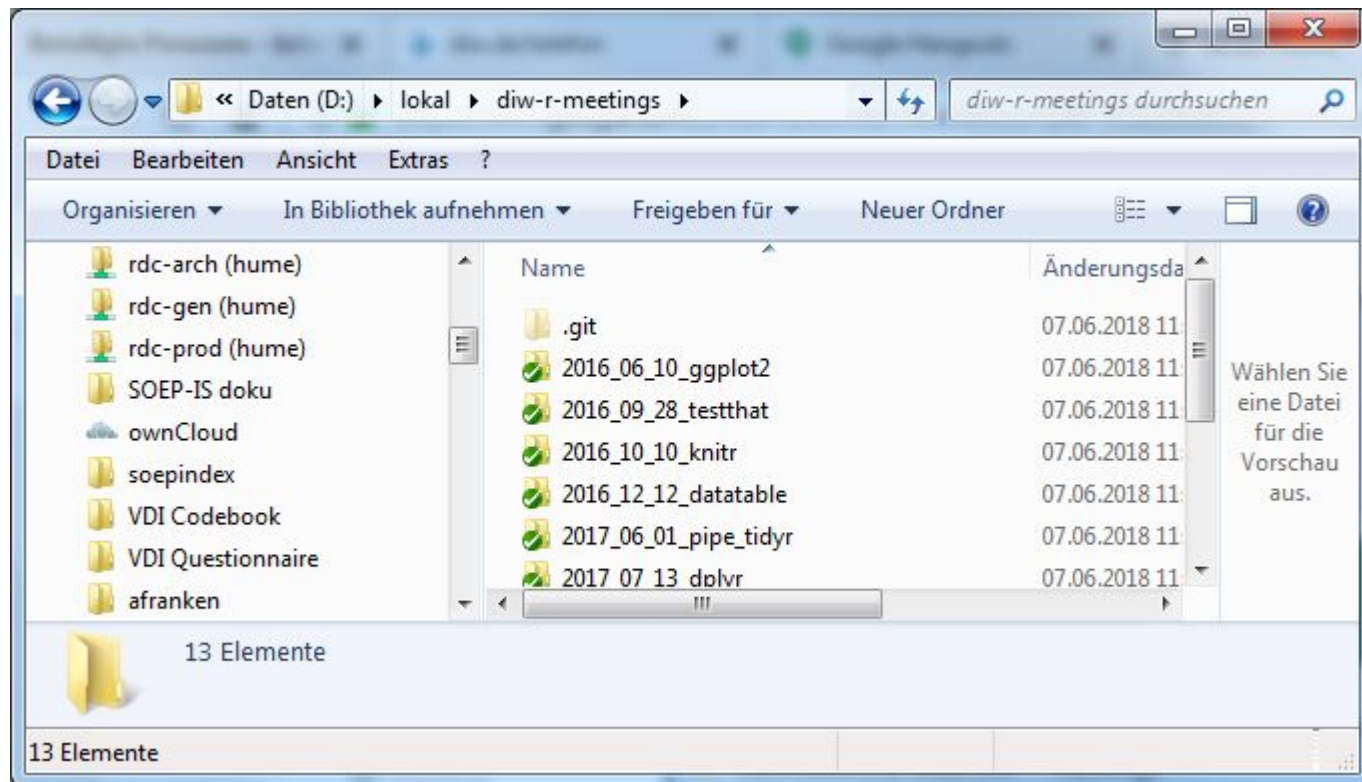 « Daten (D:) ▸ lokal ▸ diw-r-meetings ▸
diw-r-meetings durchsuchen
Datei Bearbeiten Ansicht Extras ?
Organisieren In Bibliothek aufnehmen Freigeben für Neuer Ordner
rdc-arch (hume)
rdc-gen (hume)
rdc-prod (hume)
SOEP-IS doku
ownCloud
soepindex
VDI Codebook
VDI Questionnaire
afranken
Name Änderungsda
.git 07.06.2018 11:
2016_06_10_ggplot2 07.06.2018 11:
2016_09_28_testthat 07.06.2018 11:
2016_10_10_knitr 07.06.2018 11:
2016_12_12_datatable 07.06.2018 11:
2017_06_01_pipe_tidyr 07.06.2018 11:
2017_07_13_dplyr 07.06.2018 11:
Wählen Sie
eine Datei
für die
Vorschau
aus.
13 Elemente
13 Elemente